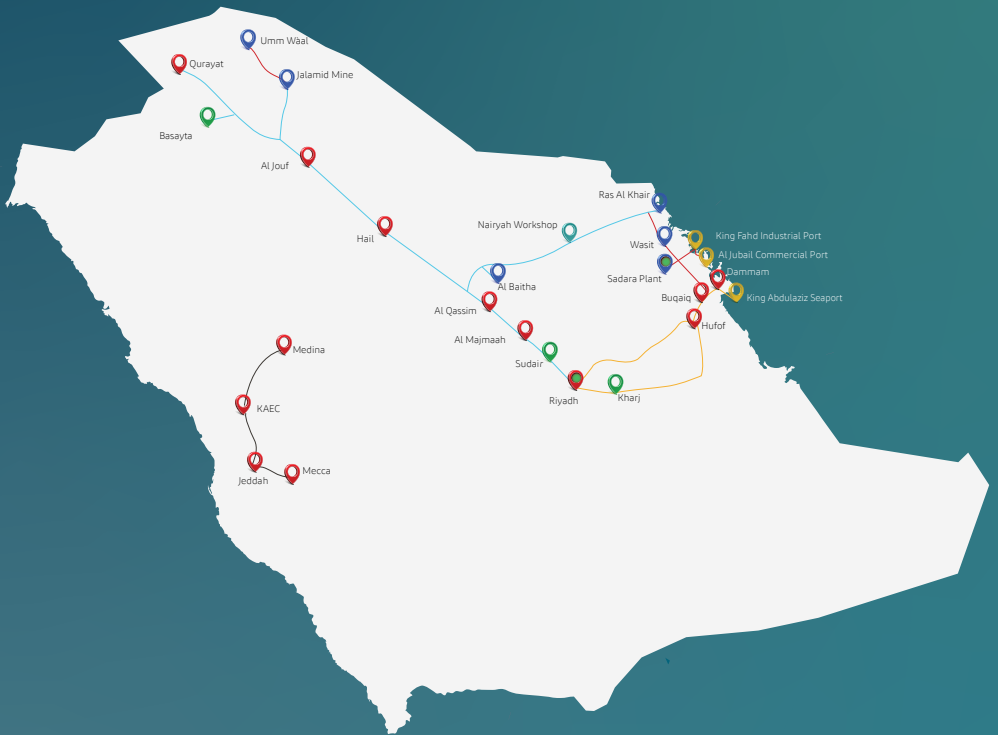 Umm Wa'al
Qurayat
Jalamid Mine
Basayta
Al Jouf
Ras Al Khair
Nairyah Workshop
Hail
King Fahd Industrial Port
Wasit
Al Jubail Commercial Port
Dammam
Sadara Plant
Al Baitha
Buqaiq
King Abdulaziz Seaport
Al Qassim
Hufof
Al Majmaah
Medina
Sudair
Riyadh
Kharj
KAEC
Mecca
Jeddah